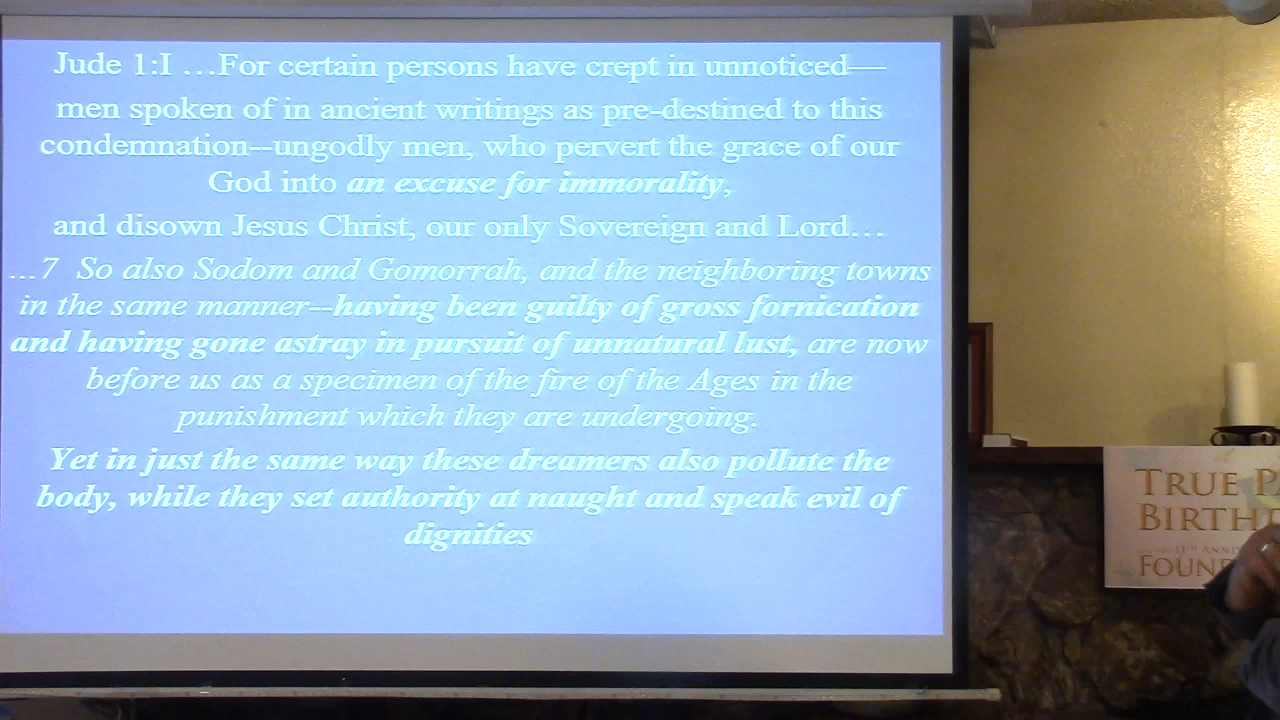 Jude 1:I …For certain persons have crept in unnoticed—
men spoken of in ancient writings as pre-destined to this
condemnation--ungodly men, who pervert the grace of our
God into an excuse for immorality,
and disown Jesus Christ, our only Sovereign and Lord…
...7 So also Sodom and Gomorrah, and the neighboring towns
in the same manner--having been guilty of gross fornication
and having gone astray in pursuit of unnatural lust, are now
before us as a specimen of the fire of the Ages in the
punishment which they are undergoing.
Yet in just the same way these dreamers also pollute the
body, while they set authority at naught and speak evil of
dignities
TRUE P
BIRTH
11TH ANN
FOUN